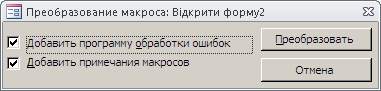 Преобразование макроса: Відкрити форму2
Добавить программу обработки ошибок
Преобразовать
Добавить примечания макросов
Отмена